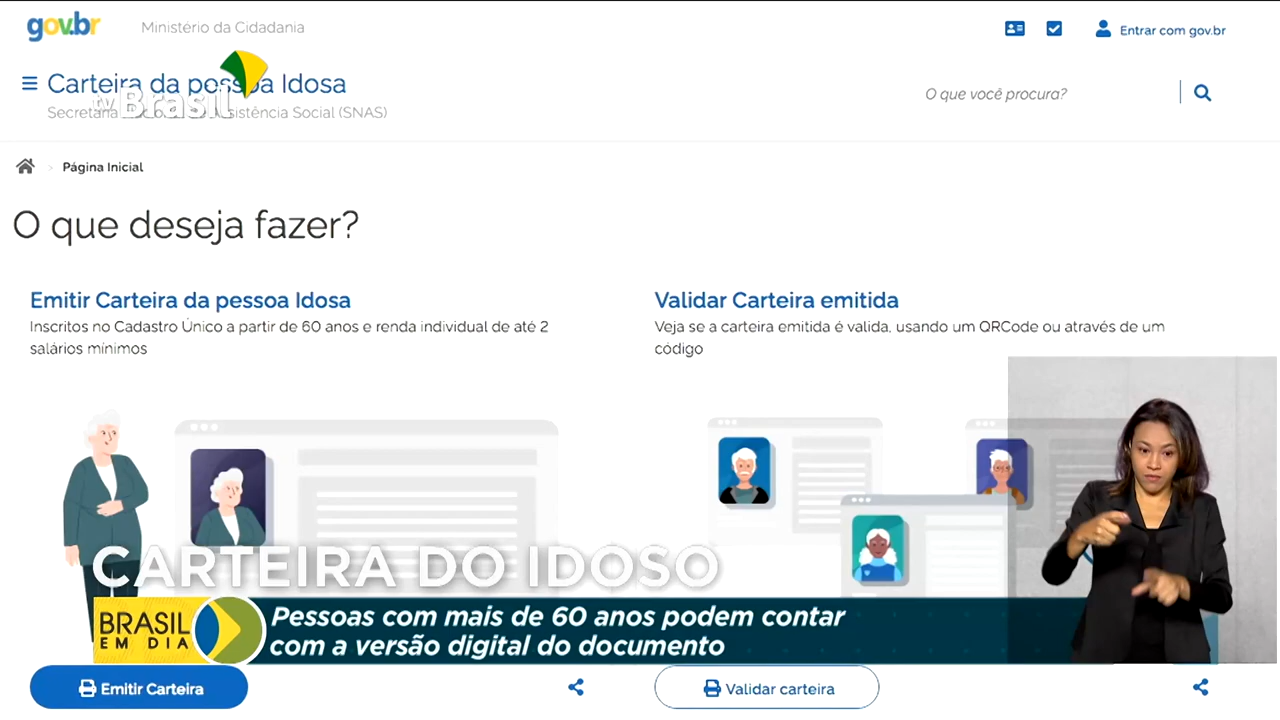 gov.br
Ministério da Cidadania
Entrar com gov.br
Carteira da pessoa Idosa
tvBrasil
Secretaria de Assistência Social (SNAS)
O que você procura?
Página Inicial
O que deseja fazer?
Emitir Carteira da pessoa Idosa
Inscritos no Cadastro Único a partir de 60 anos e renda individual de até 2
salários mínimos
Validar Carteira emitida
Veja se a carteira emitida é valida, usando um QRCode ou através de um
código
CARTEIRA DO IDOSO
BRASIL
EM DIA
Pessoas com mais de 60 anos podem contar
com a versão digital do documento
Emitir Carteira
Validar carteira